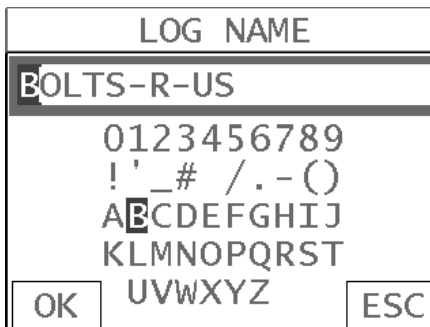 LOG NAME
BOLTS-R-US
0123456789
!'_# /.-()
ABCDEFGHIJ
KLMNOPQRST
UVWXYZ
OK
ESC